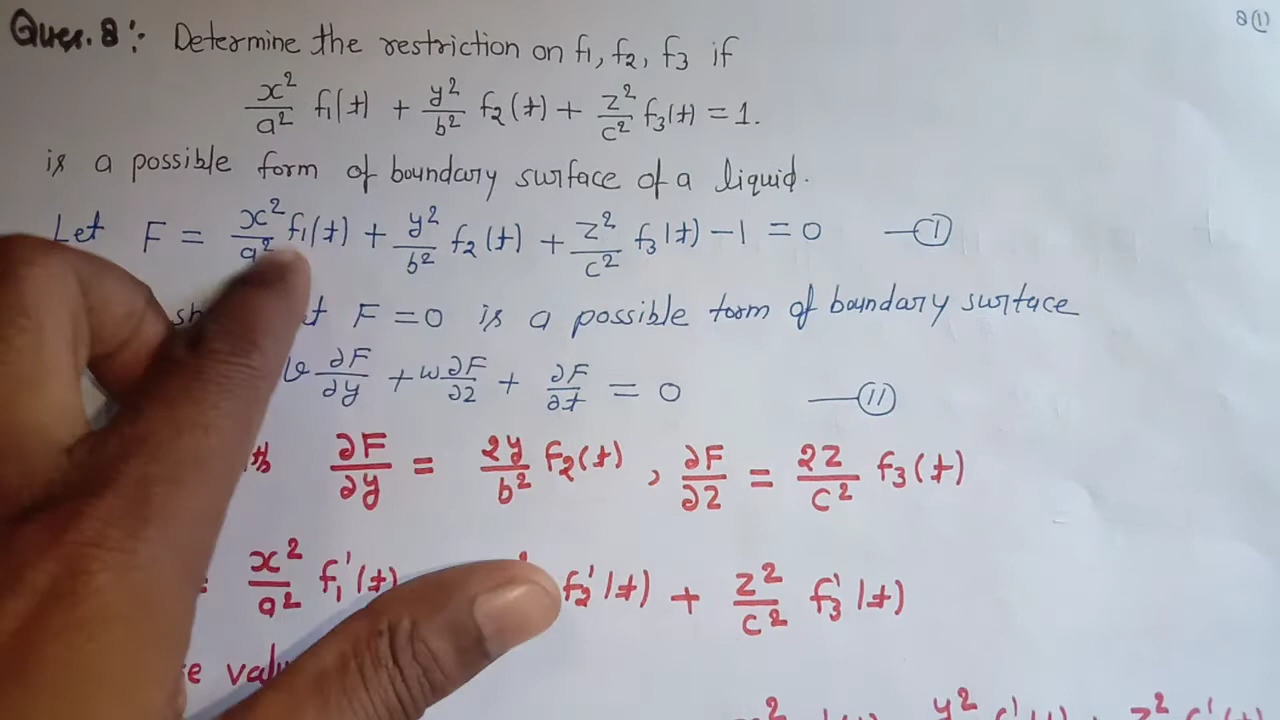 8(1)
Ques. 8:- Determine the restriction on f1, f2, f3 if
x²/a² f1(t) + y²/b² f2(t) + z²/c² f3(t) = 1.
is a possible form of boundary surface of a liquid.
Let F = x²/a² f1(t) + y²/b² f2(t) + z²/c² f3(t) - 1 = 0 —(I)
F = 0 is a possible form of boundary surface
v ∂F/∂y + w ∂F/∂z + ∂F/∂t = 0 —(II)
∂F/∂y = 2y/b² f2(t), ∂F/∂z = 2z/c² f3(t)
x²/a² f1'(t) f2'(t) + z²/c² f3'(t)